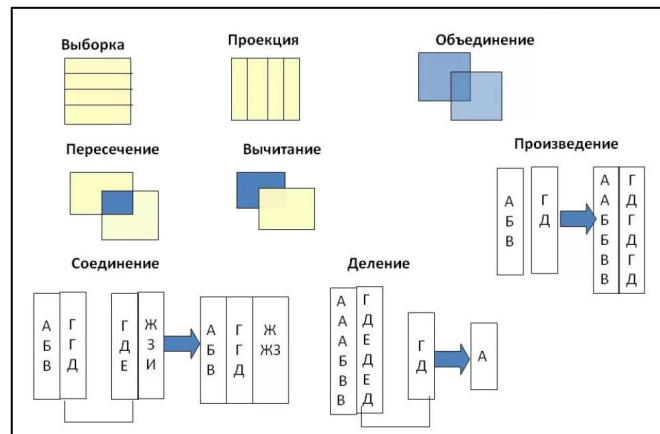 Выборка
Проекция
Объединение
Пересечение
Вычитание
Произведение
А
Б
В
Г
Д
А
А
Б
Б
В
В
Г
Д
Г
Д
Г
Д
Соединение
А
Б
В
Г
Г
Д
Г
Д
Е
Ж
З
И
А
Б
В
Г
Г
Д
Ж
ЖЗ
Деление
А
А
А
Б
В
В
Г
Д
Е
Д
Е
Д
Г
Д
А